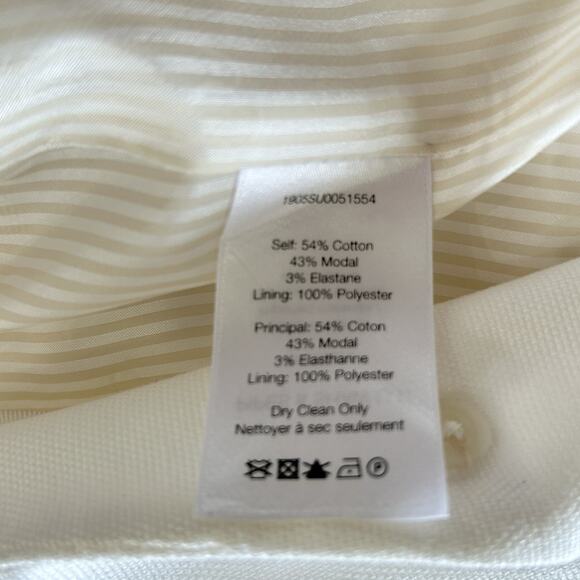 1905SU0051554
Self: 54% Cotton
43% Modal
3% Elastane
Lining: 100% Polyester
Principal: 54% Coton
43% Modal
3% Elasthanne
Lining: 100% Polyester
Dry Clean Only
Nettoyer à sec seulement
P